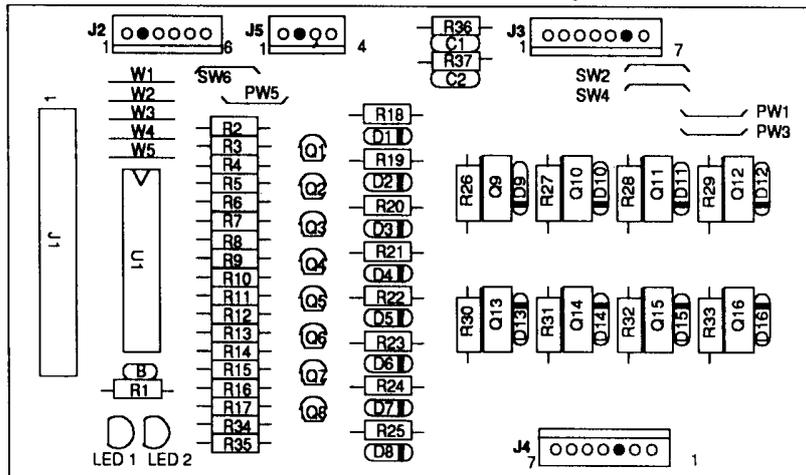 J2 1 6
J5 1 4
R36
C1
R37
C2
J3 1 7
SW6
PW5
SW2
SW4
PW1
PW3
W1
W2
W3
W4
W5
1
J1
U1
B
R1
LED 1 LED 2
R2
R3
R4
R5
R6
R7
R8
R9
R10
R11
R12
R13
R14
R15
R16
R17
R34
R35
Q1
Q2
Q3
Q4
Q5
Q6
Q7
Q8
R18
D1
R19
D2
R20
D3
R21
D4
R22
D5
R23
D6
R24
D7
R25
D8
R26 Q9 D9 R27 Q10 D10 R28 Q11 D11 R29 Q12 D12
R30 Q13 D13 R31 Q14 D14 R32 Q15 D15 R33 Q16 D16
J4 7 1